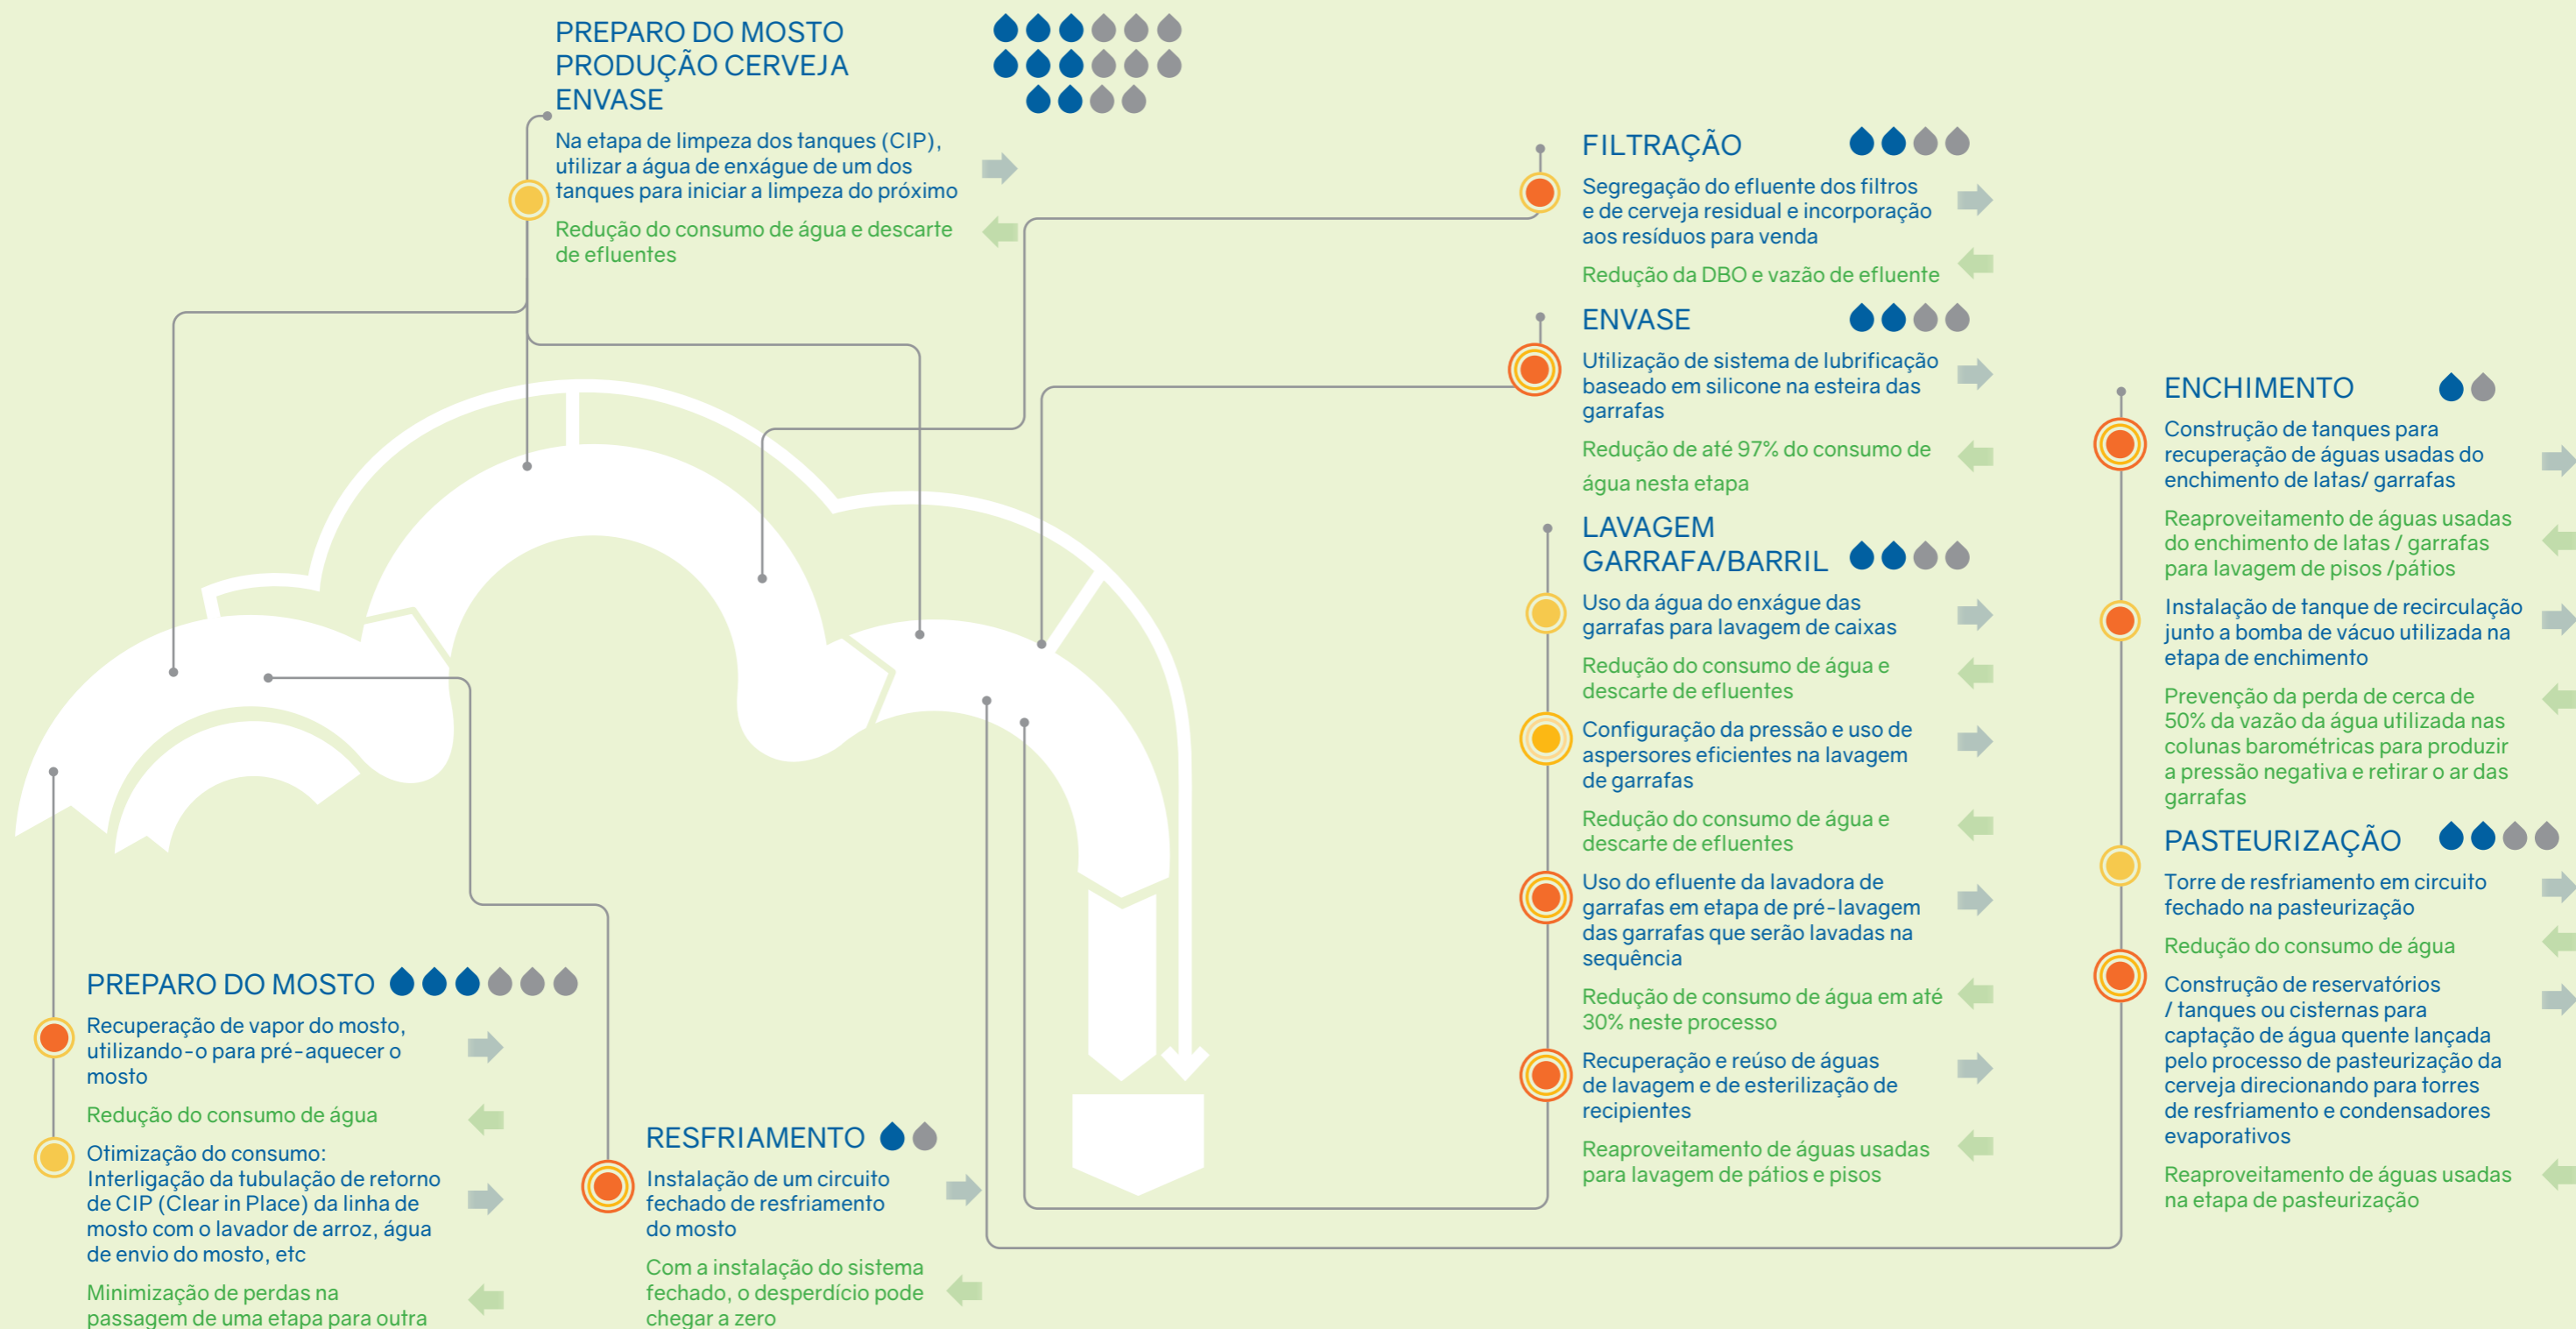 PREPARO DO MOSTO
PRODUÇÃO CERVEJA
ENVASE
Na etapa de limpeza dos tanques (CIP),
utilizar a água de enxágue de um dos
tanques para iniciar a limpeza do próximo
Redução do consumo de água e descarte
de efluentes
FILTRAÇÃO
Segregação do efluente dos filtros
e de cerveja residual e incorporação
aos resíduos para venda
Redução da DBO e vazão de efluente
ENVASE
Utilização de sistema de lubrificação
baseado em silicone na esteira das
garrafas
Redução de até 97% do consumo de
água nesta etapa
LAVAGEM
GARRAFA/BARRIL
Uso da água do enxágue das
garrafas para lavagem de caixas
Redução do consumo de água e
descarte de efluentes
Configuração da pressão e uso de
aspersores eficientes na lavagem
de garrafas
Redução do consumo de água e
descarte de efluentes
Uso do efluente da lavadora de
garrafas em etapa de pré-lavagem
das garrafas que serão lavadas na
sequência
Redução de consumo de água em até
30% neste processo
Recuperação e reúso de águas
de lavagem e de esterilização de
recipientes
Reaproveitamento de águas usadas
para lavagem de pátios e pisos
ENCHIMENTO
Construção de tanques para
recuperação de águas usadas do
enchimento de latas/ garrafas
Reaproveitamento de águas usadas
do enchimento de latas / garrafas
para lavagem de pisos /pátios
Instalação de tanque de recirculação
junto a bomba de vácuo utilizada na
etapa de enchimento
Prevenção da perda de cerca de
50% da vazão da água utilizada nas
colunas barométricas para produzir
a pressão negativa e retirar o ar das
garrafas
PASTEURIZAÇÃO
Torre de resfriamento em circuito
fechado na pasteurização
Redução do consumo de água
Construção de reservatórios
/ tanques ou cisternas para
captação de água quente lançada
pelo processo de pasteurização da
cerveja direcionando para torres
de resfriamento e condensadores
evaporativos
Reaproveitamento de águas usadas
na etapa de pasteurização
PREPARO DO MOSTO
Recuperação de vapor do mosto,
utilizando-o para pré-aquecer o
mosto
Redução do consumo de água
Otimização do consumo:
Interligação da tubulação de retorno
de CIP (Clear in Place) da linha de
mosto com o lavador de arroz, água
de envio do mosto, etc
Minimização de perdas na
passagem de uma etapa para outra
RESFRIAMENTO
Instalação de um circuito
fechado de resfriamento
do mosto
Com a instalação do sistema
fechado, o desperdício pode
chegar a zero